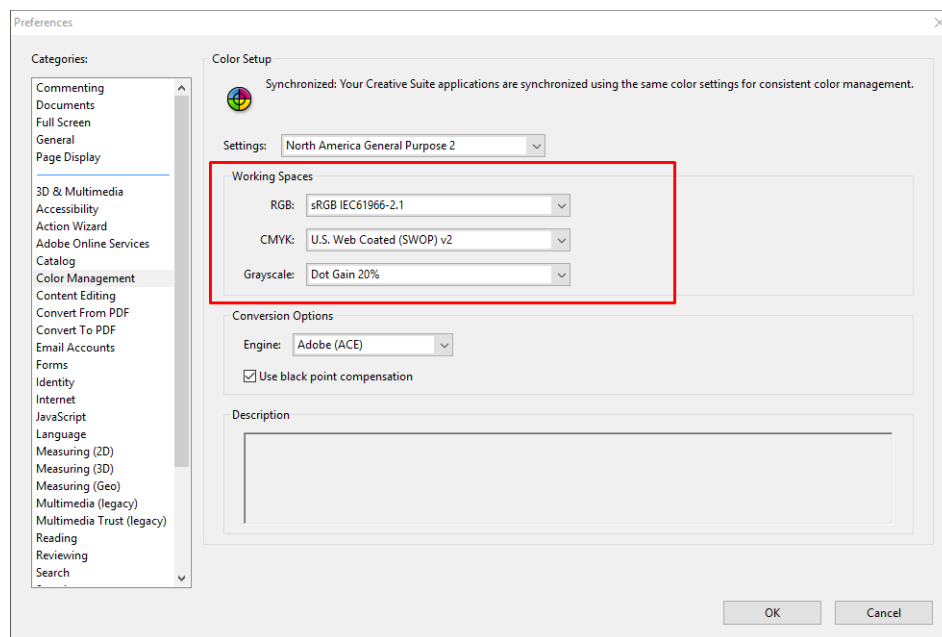 Preferences
Categories:
Commenting
Documents
Full Screen
General
Page Display
3D & Multimedia
Accessibility
Action Wizard
Adobe Online Services
Catalog
Color Management
Content Editing
Convert From PDF
Convert To PDF
Email Accounts
Forms
Identity
Internet
JavaScript
Language
Measuring (2D)
Measuring (3D)
Measuring (Geo)
Multimedia (legacy)
Multimedia Trust (legacy)
Reading
Reviewing
Search
Color Setup
Synchronized: Your Creative Suite applications are synchronized using the same color settings for consistent color management.
Settings: North America General Purpose 2
Working Spaces
RGB: sRGB IEC61966-2.1
CMYK: U.S. Web Coated (SWOP) v2
Grayscale: Dot Gain 20%
Conversion Options
Engine: Adobe (ACE)
Use black point compensation
Description
OK Cancel